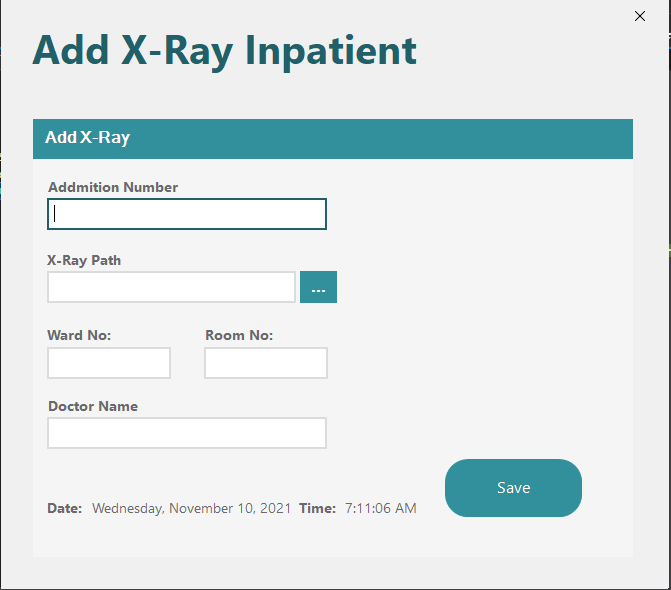 Add X-Ray Inpatient
Add X-Ray
Addmition Number
X-Ray Path
...
Ward No: Room No:
Doctor Name
Save
Date: Wednesday, November 10, 2021 Time: 7:11:06 AM